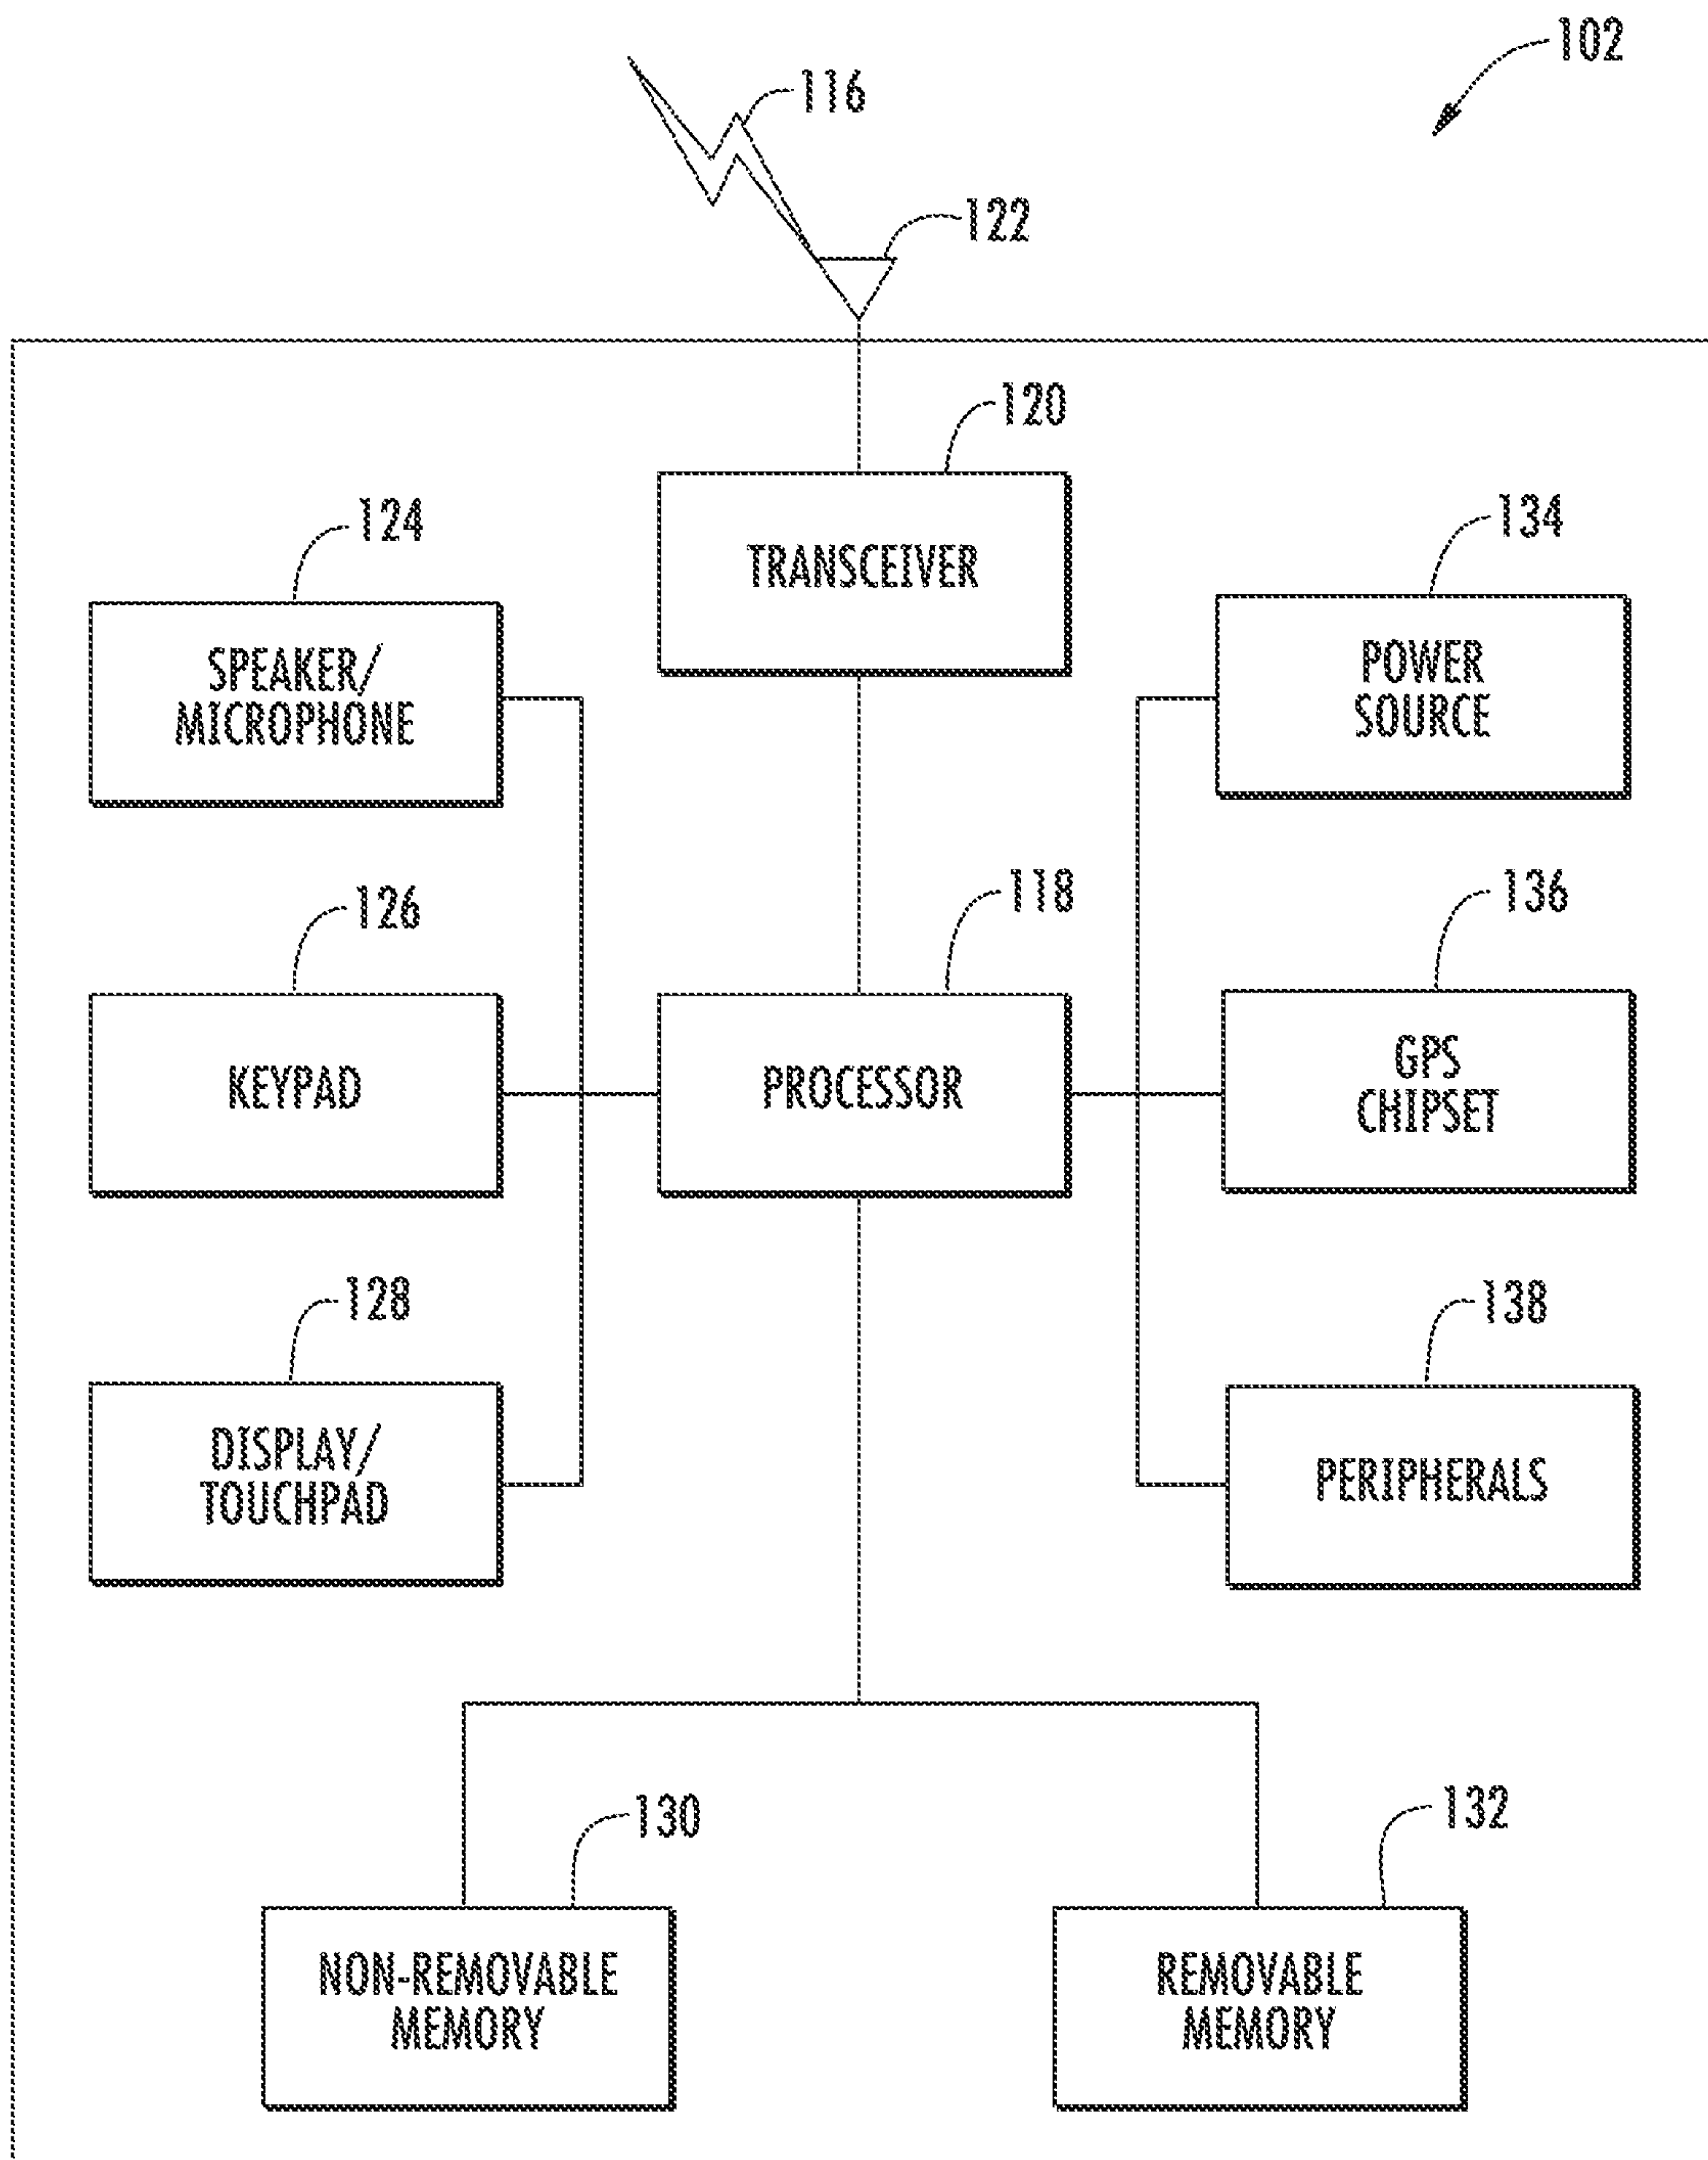 102
116
122
120
TRANSCEIVER
124
SPEAKER/
MICROPHONE
134
POWER
SOURCE
126
KEYPAD
118
PROCESSOR
136
GPS
CHIPSET
128
DISPLAY/
TOUCHPAD
138
PERIPHERALS
130
NON-REMOVABLE
MEMORY
132
REMOVABLE
MEMORY